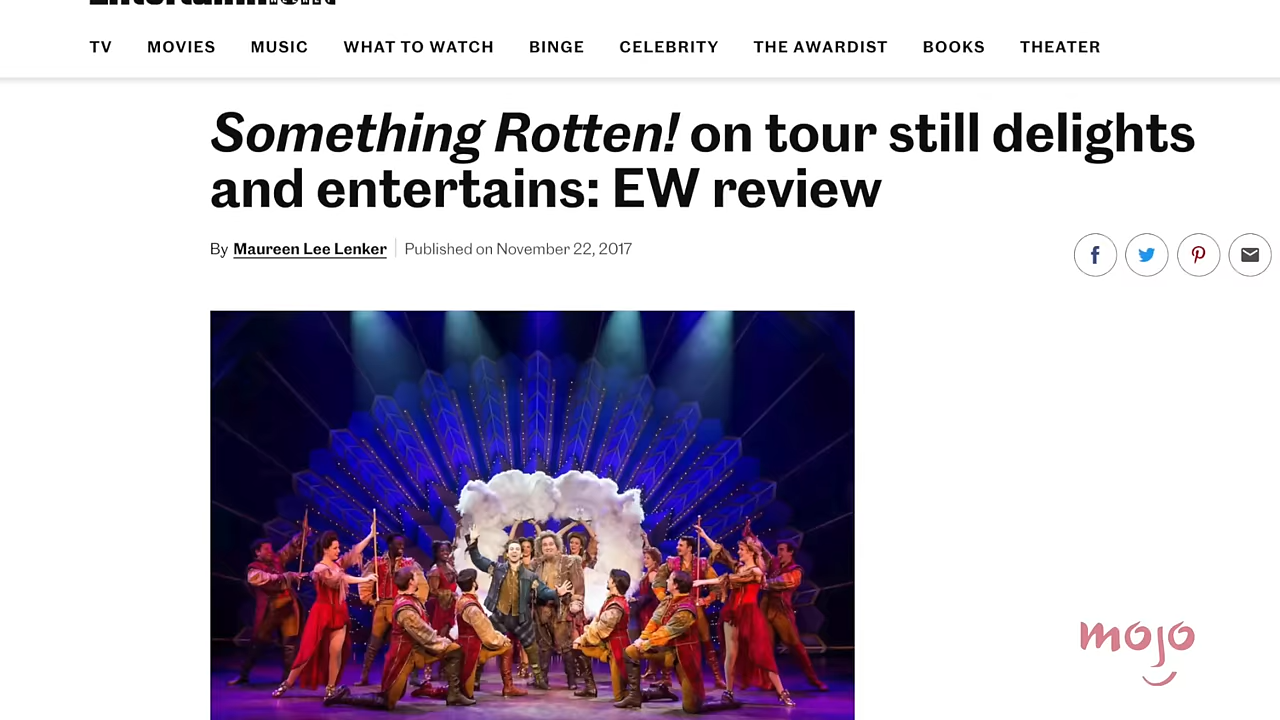 TV MOVIES MUSIC WHAT TO WATCH BINGE CELEBRITY THE AWARDIST BOOKS THEATER
Something Rotten! on tour still delights
and entertains: EW review
By Maureen Lee Lenker Published on November 22, 2017
mojo